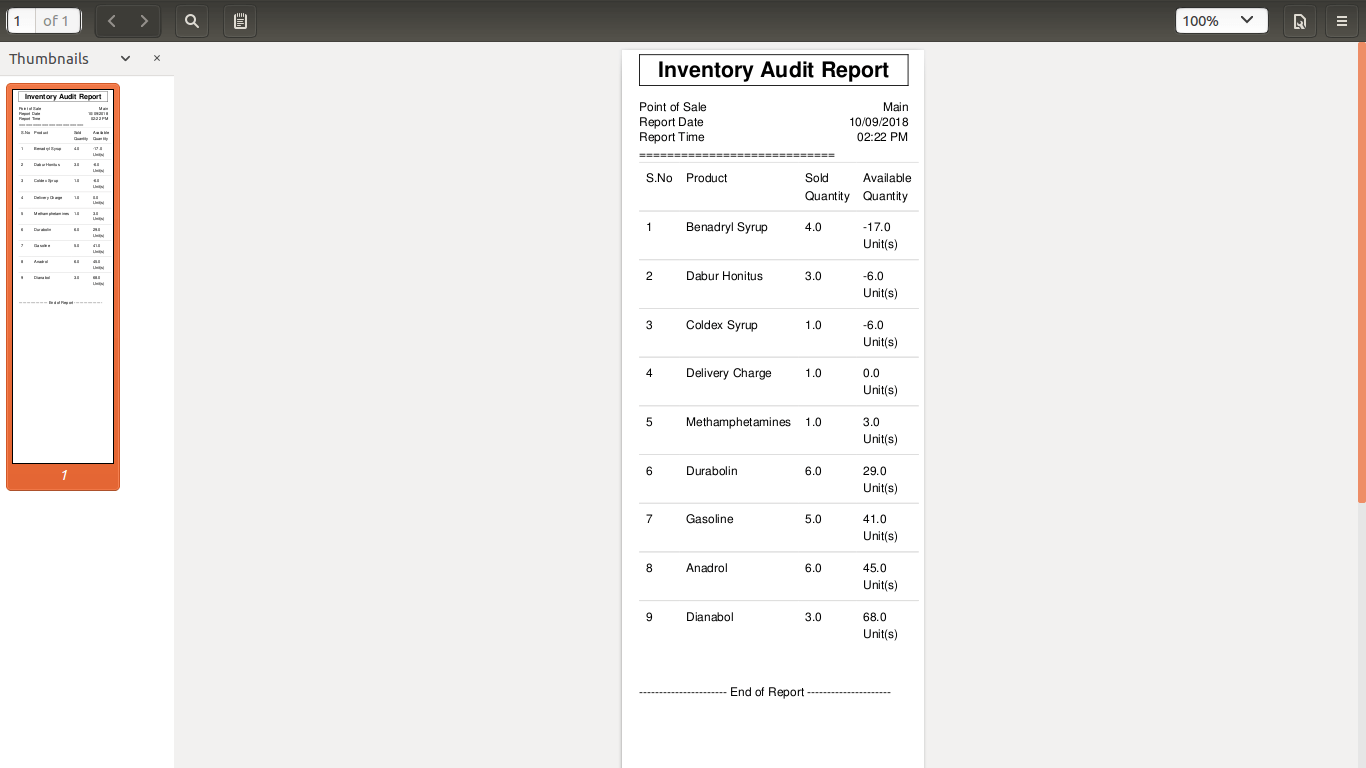 1 of 1
100%
Thumbnails
Inventory Audit Report
Point of Sale Main
Report Date 10/09/2018
Report Time 02:22 PM
============================
S.No Product Sold Quantity Available Quantity
1 Benadryl Syrup 4.0 -17.0 Unit(s)
2 Dabur Honitus 3.0 -6.0 Unit(s)
3 Coldex Syrup 1.0 -6.0 Unit(s)
4 Delivery Charge 1.0 0.0 Unit(s)
5 Methamphetamines 1.0 3.0 Unit(s)
6 Durabolin 6.0 29.0 Unit(s)
7 Gasoline 5.0 41.0 Unit(s)
8 Anadrol 6.0 45.0 Unit(s)
9 Dianabol 3.0 68.0 Unit(s)
---------------------- End of Report ---------------------
1